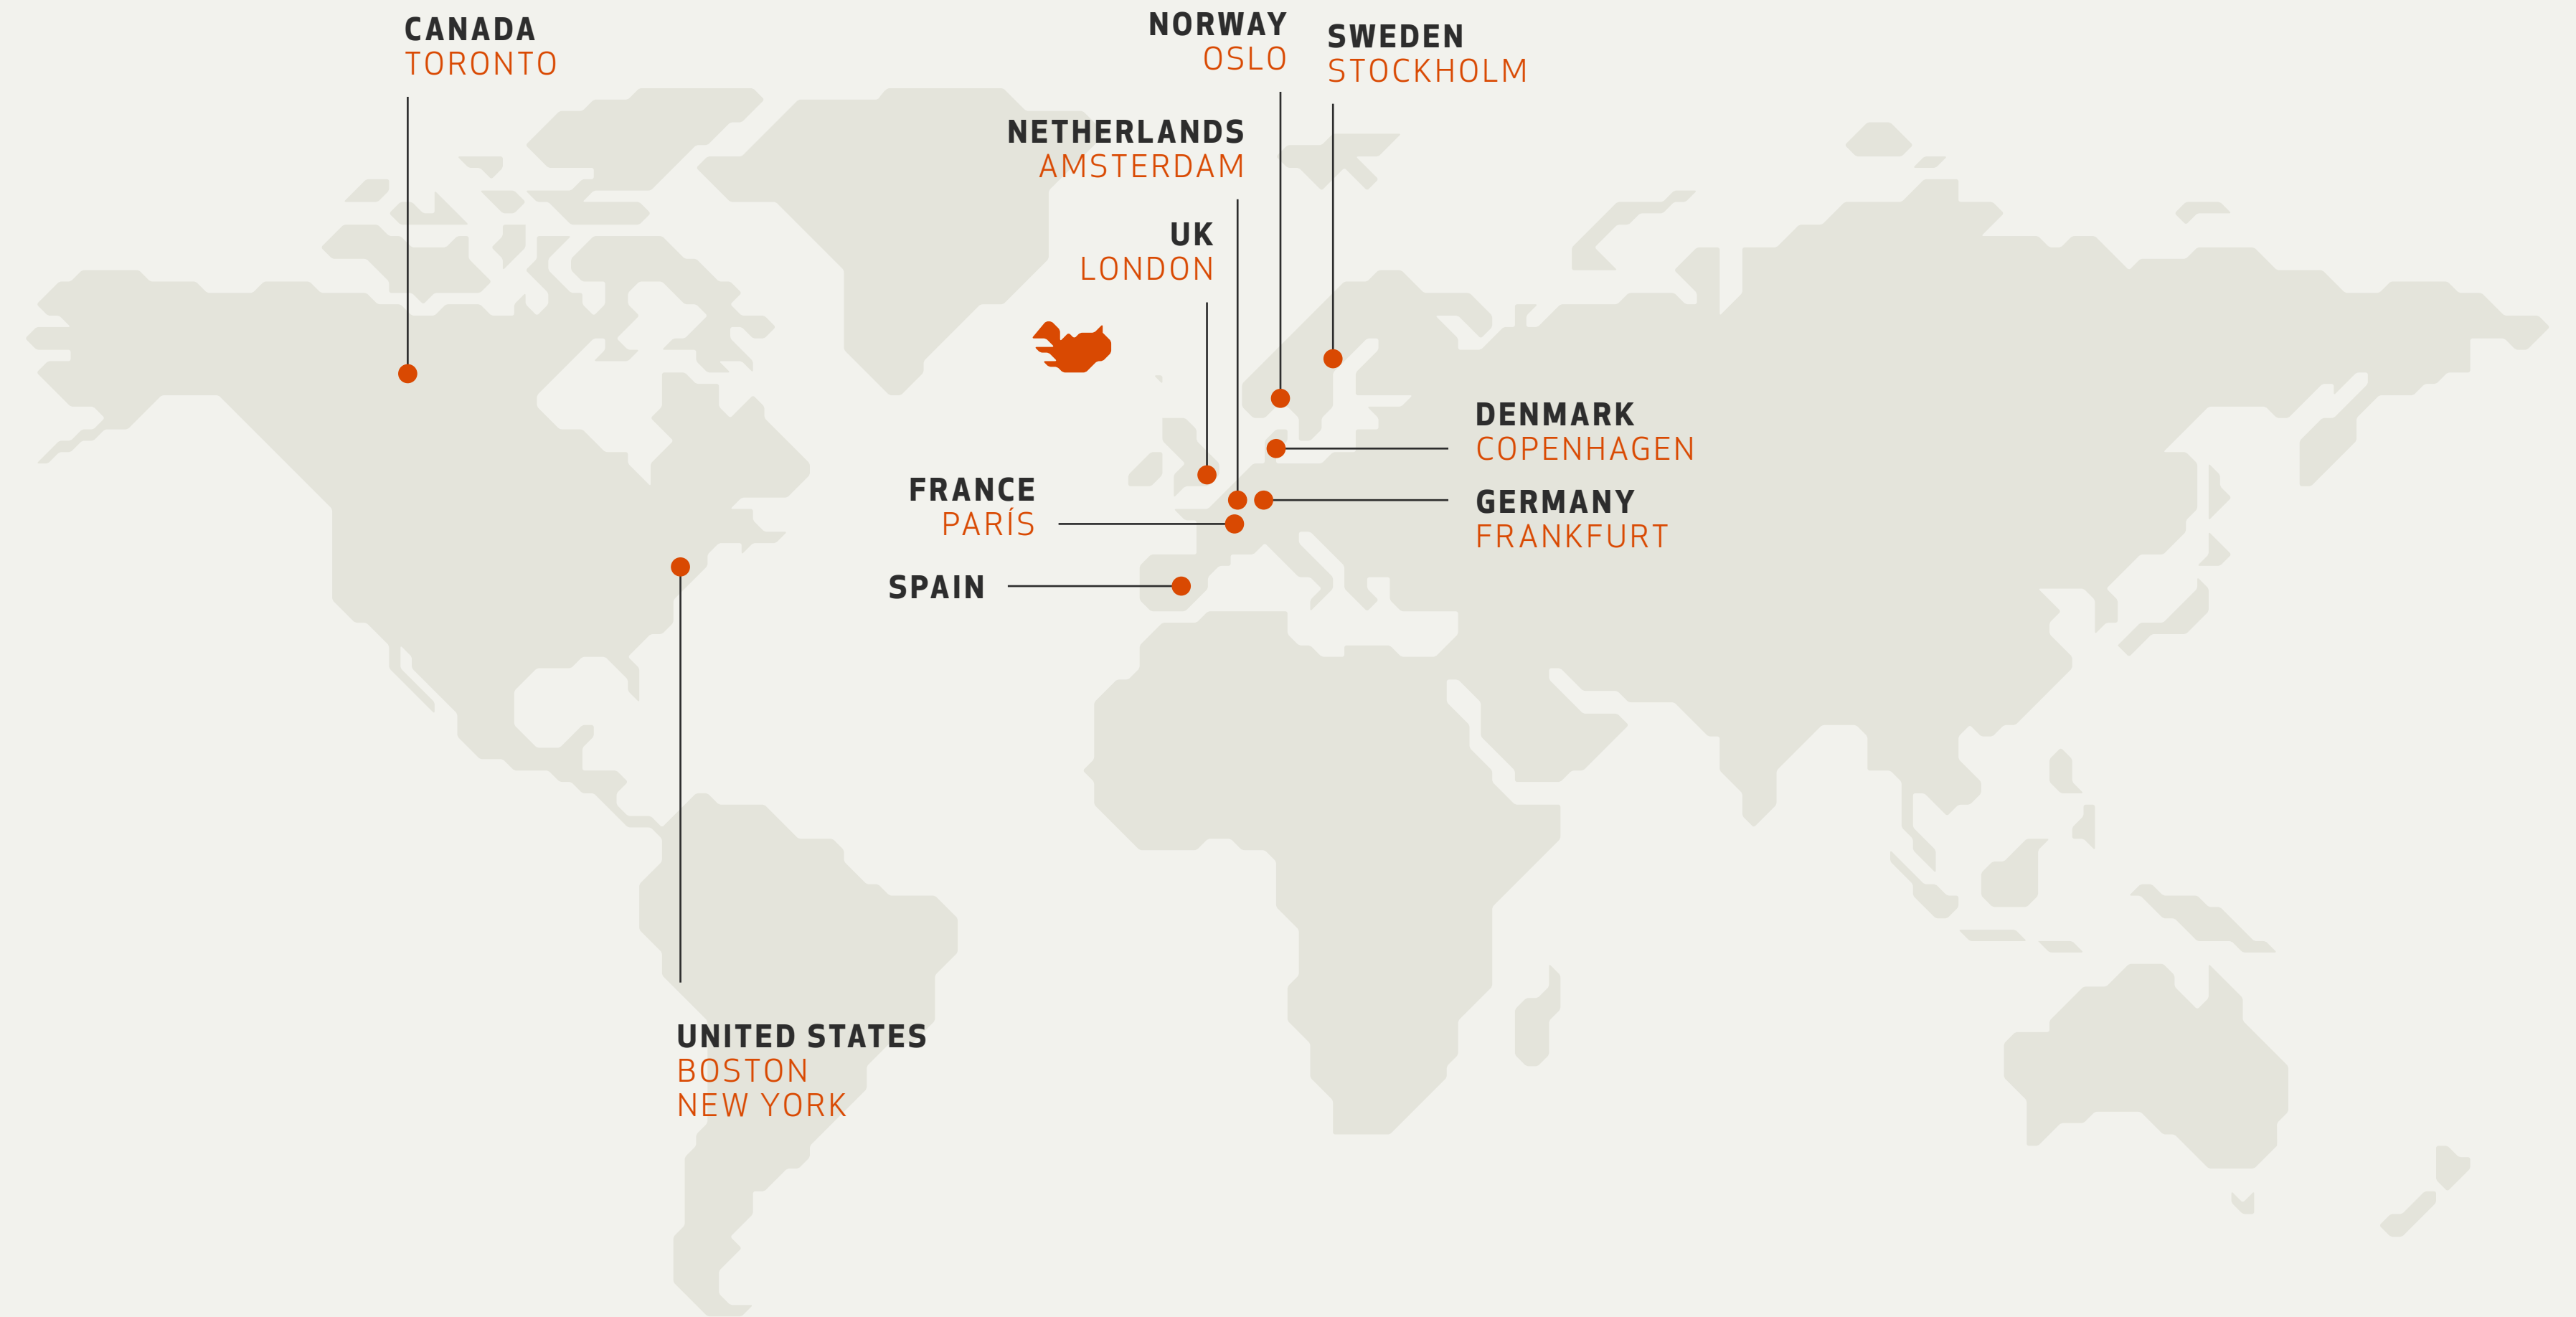 CANADA
TORONTO
NORWAY
OSLO
SWEDEN
STOCKHOLM
NETHERLANDS
AMSTERDAM
UK
LONDON
DENMARK
COPENHAGEN
FRANCE
PARÍS
GERMANY
FRANKFURT
SPAIN
UNITED STATES
BOSTON
NEW YORK